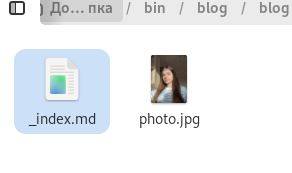 До… пка / bin / blog / blog
_index.md
photo.jpg